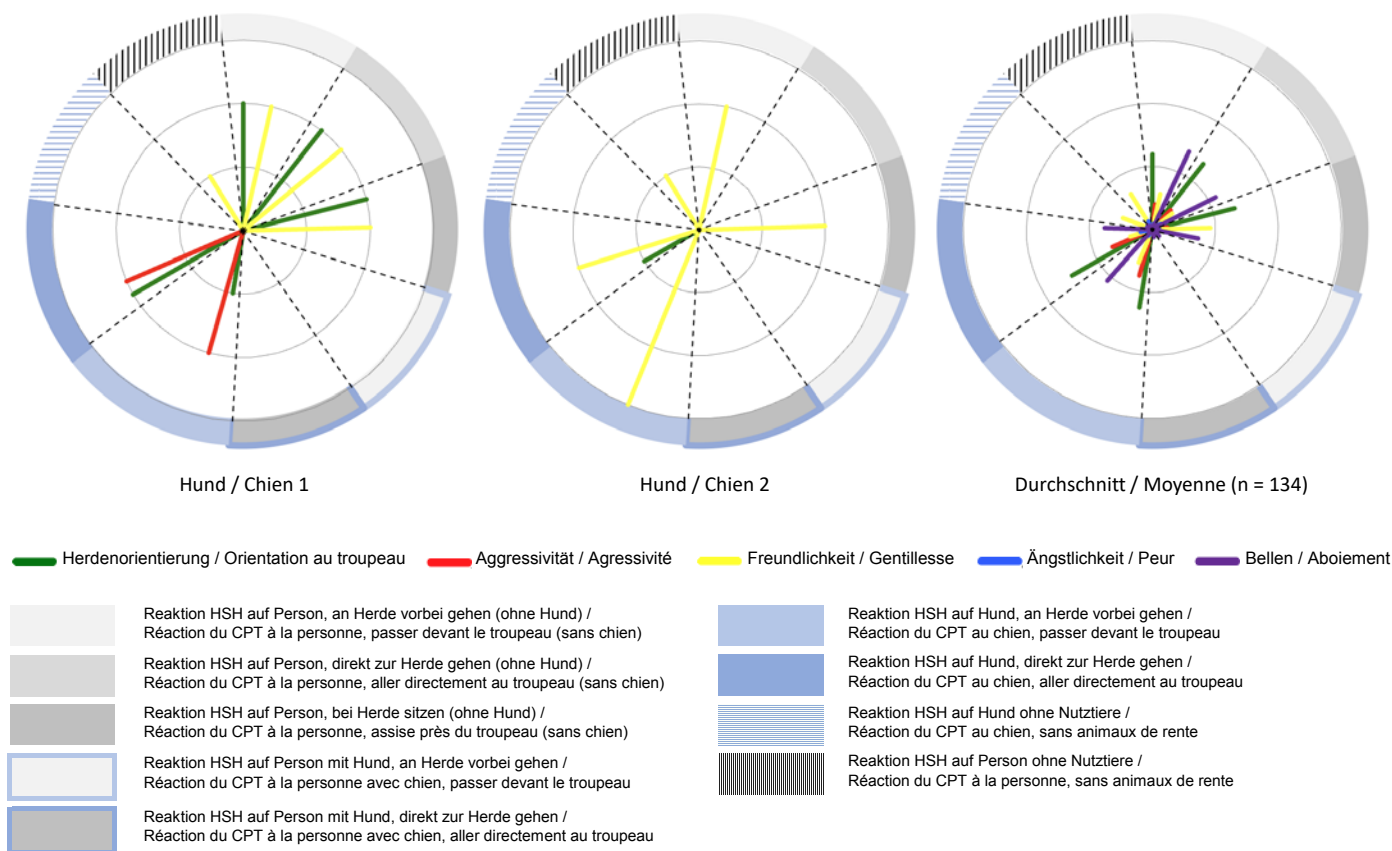 Hund / Chien 1
Hund / Chien 2
Durchschnitt / Moyenne (n = 134)
Herdenorientierung / Orientation au troupeau
Aggressivität / Agressivité
Freundlichkeit / Gentillesse
Ängstlichkeit / Peur
Bellen / Aboiement
Reaktion HSH auf Person, an Herde vorbei gehen (ohne Hund) /
Réaction du CPT à la personne, passer devant le troupeau (sans chien)
Reaktion HSH auf Person, direkt zur Herde gehen (ohne Hund) /
Réaction du CPT à la personne, aller directement au troupeau (sans chien)
Reaktion HSH auf Person, bei Herde sitzen (ohne Hund) /
Réaction du CPT à la personne, assise près du troupeau (sans chien)
Reaktion HSH auf Person mit Hund, an Herde vorbei gehen /
Réaction du CPT à la personne avec chien, passer devant le troupeau
Reaktion HSH auf Person mit Hund, direkt zur Herde gehen /
Réaction du CPT à la personne avec chien, aller directement au troupeau
Reaktion HSH auf Hund, an Herde vorbei gehen /
Réaction du CPT au chien, passer devant le troupeau
Reaktion HSH auf Hund, direkt zur Herde gehen /
Réaction du CPT au chien, aller directement au troupeau
Reaktion HSH auf Hund ohne Nutztiere /
Réaction du CPT au chien, sans animaux de rente
Reaktion HSH auf Person ohne Nutztiere /
Réaction du CPT à la personne, sans animaux de rente